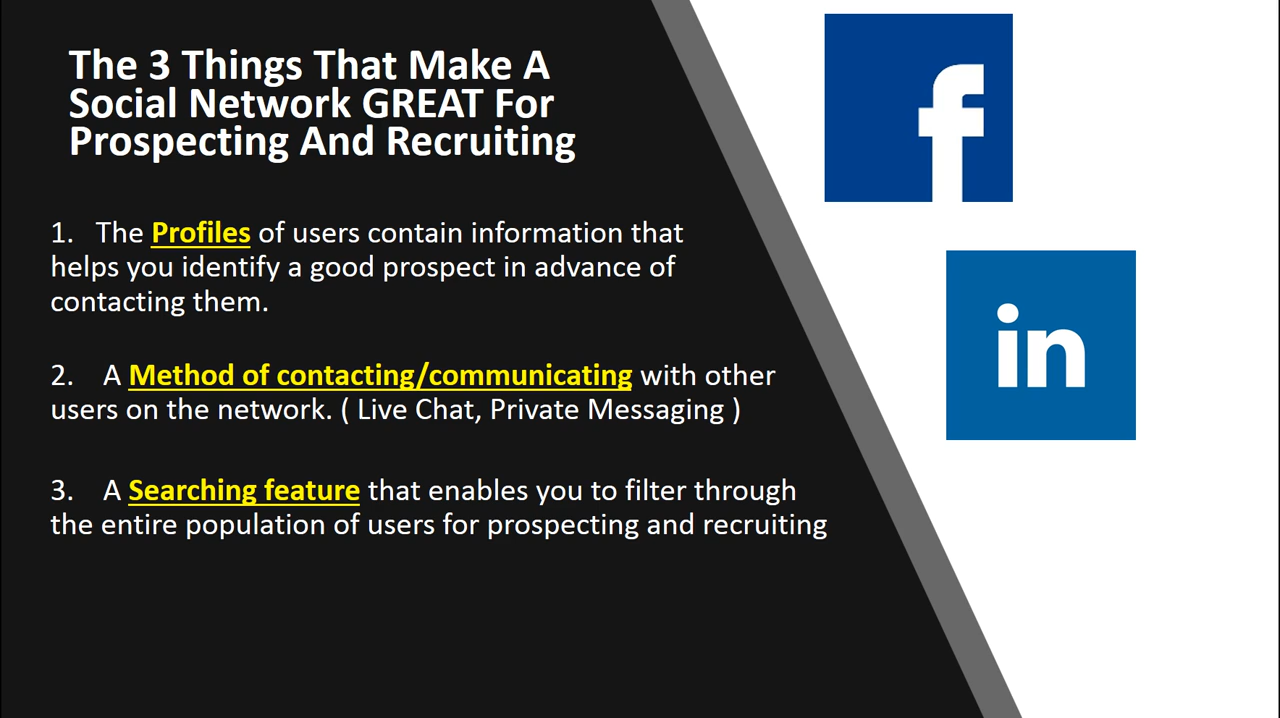 The 3 Things That Make A
Social Network GREAT For
Prospecting And Recruiting
1. The Profiles of users contain information that
helps you identify a good prospect in advance of
contacting them.
2. A Method of contacting/communicating with other
users on the network. ( Live Chat, Private Messaging )
3. A Searching feature that enables you to filter through
the entire population of users for prospecting and recruiting
f
in